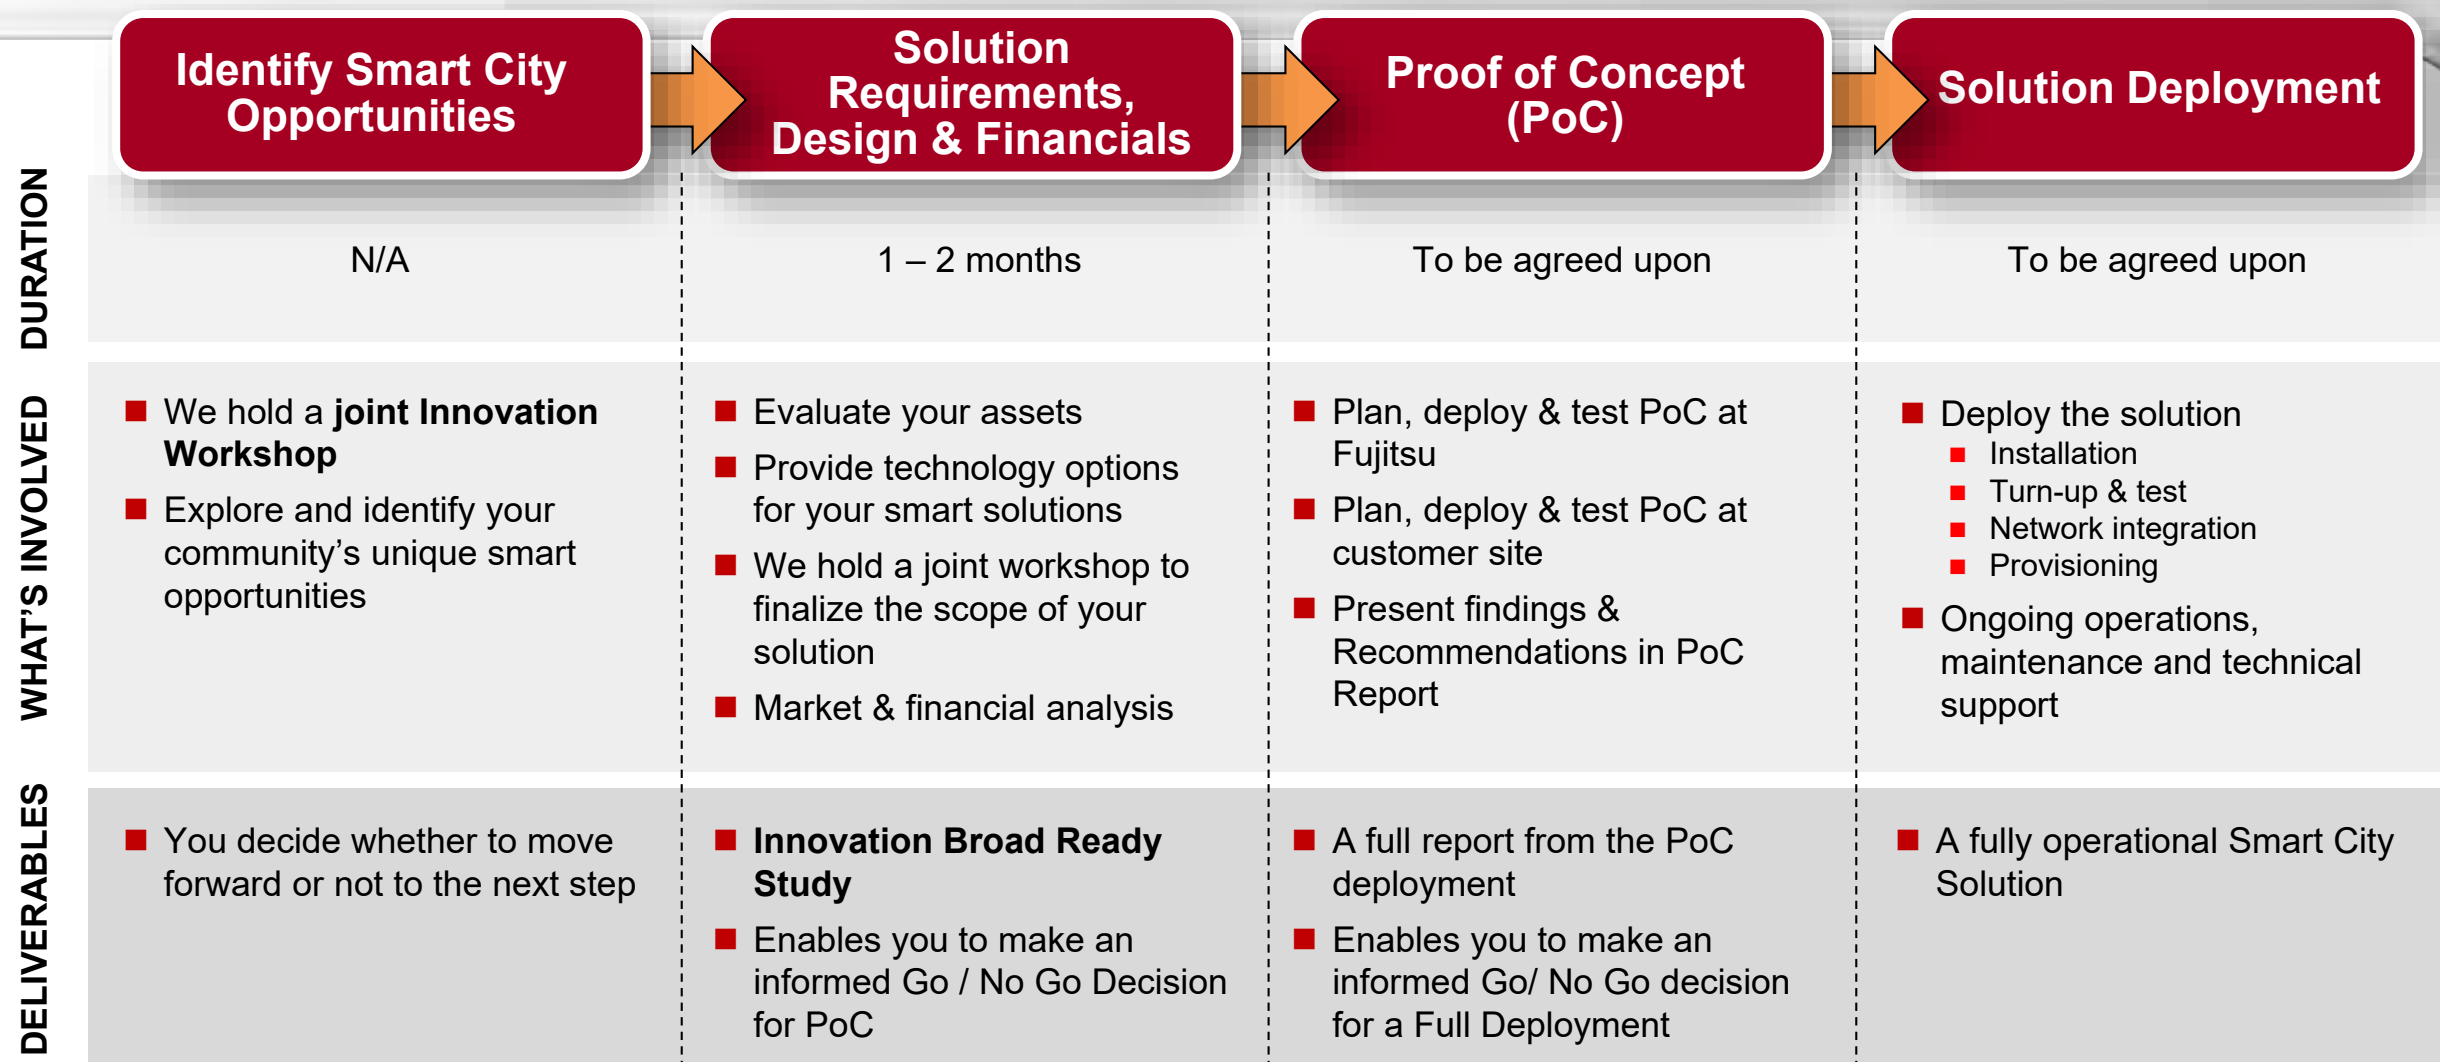 Identify Smart City
Opportunities
Solution
Requirements,
Design & Financials
Proof of Concept
(PoC)
Solution Deployment
DURATION
N/A
1 – 2 months
To be agreed upon
To be agreed upon
WHAT'S INVOLVED
■ We hold a joint Innovation
Workshop
■ Explore and identify your
community's unique smart
opportunities
■ Evaluate your assets
■ Provide technology options
for your smart solutions
■ We hold a joint workshop to
finalize the scope of your
solution
■ Market & financial analysis
■ Plan, deploy & test PoC at
Fujitsu
■ Plan, deploy & test PoC at
customer site
■ Present findings &
Recommendations in PoC
Report
■ Deploy the solution
■ Installation
■ Turn-up & test
■ Network integration
■ Provisioning
■ Ongoing operations,
maintenance and technical
support
DELIVERABLES
■ You decide whether to move
forward or not to the next step
■ Innovation Broad Ready
Study
■ Enables you to make an
informed Go / No Go Decision
for PoC
■ A full report from the PoC
deployment
■ Enables you to make an
informed Go/ No Go decision
for a Full Deployment
■ A fully operational Smart City
Solution